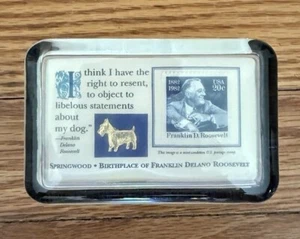 I think I have the
right to resent,
to object to
libelous statements
about
my dog."
—Franklin
Delano
Roosevelt
1882
1982
USA
20c
Franklin D. Roosevelt
SPRINGWOOD • BIRTHPLACE OF FRANKLIN DELANO ROOSEVELT